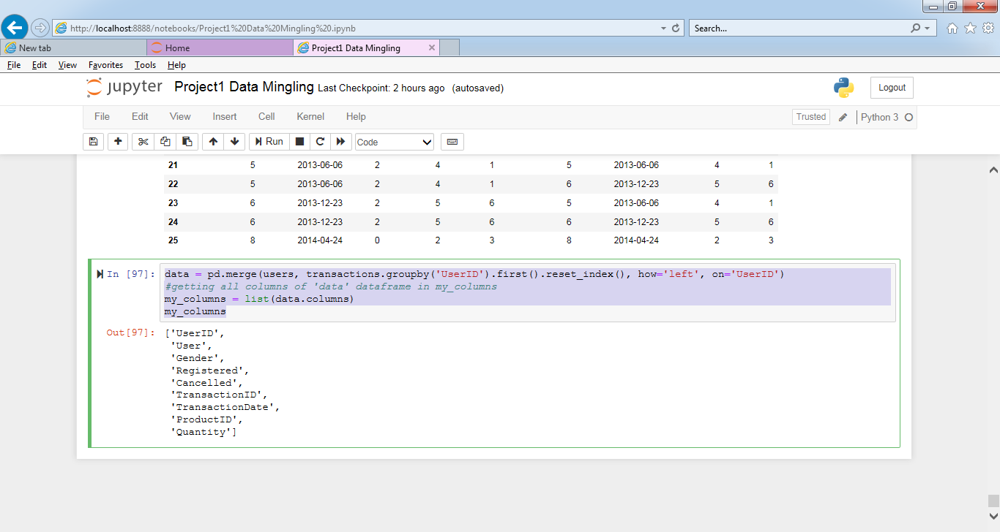 http://localhost:8888/notebooks/Project1%20Data%20Mingling%20.ipynb
Search...
New tab
Home
Project1 Data Mingling
File Edit View Favorites Tools Help
jupyter Project1 Data Mingling Last Checkpoint: 2 hours ago (autosaved)
Logout
File Edit View Insert Cell Kernel Help
Trusted
Python 3
Run
Code
21 5 2013-06-06 2 4 1 5 2013-06-06 4 1
22 5 2013-06-06 2 4 1 6 2013-12-23 5 6
23 6 2013-12-23 2 5 6 5 2013-06-06 4 1
24 6 2013-12-23 2 5 6 6 2013-12-23 5 6
25 8 2014-04-24 0 2 3 8 2014-04-24 2 3
In [97]: data = pd.merge(users, transactions.groupby('UserID').first().reset_index(), how='left', on='UserID')
#getting all columns of 'data' dataframe in my_columns
my_columns = list(data.columns)
my_columns
Out[97]: ['UserID',
'User',
'Gender',
'Registered',
'Cancelled',
'TransactionID',
'TransactionDate',
'ProductID',
'Quantity']